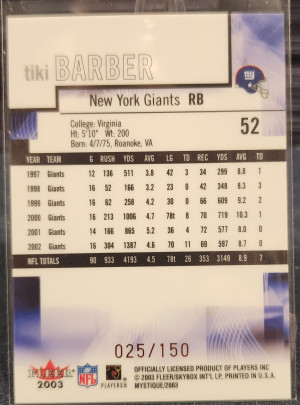 tiki BARBER
New York Giants RB
College: Virginia
Ht: 5'10" Wt: 200
Born: 4/7/75, Roanoke, VA
52
YEAR TEAM G RUSH YDS AVG LG TD REC YDS AVG TD
1997 Giants 12 136 511 3.8 42 3 34 299 8.8 1
1998 Giants 16 52 166 3.2 23 0 42 348 8.3 3
1999 Giants 16 62 258 4.2 30 0 66 609 9.2 2
2000 Giants 16 213 1006 4.7 78t 8 70 719 10.3 1
2001 Giants 14 166 865 5.2 36 4 72 577 8.0 0
2002 Giants 16 304 1387 4.6 70 11 69 597 8.7 0
NFL TOTALS 90 933 4193 4.5 78t 26 353 3149 8.9 7
025/150
FLEER
2003
NFL
PLAYERS
OFFICIALLY LICENSED PRODUCT OF PLAYERS INC
© 2003 FLEER/SKYBOX INT'L LP. PRINTED IN U.S.A.
MYSTIQUE/2003